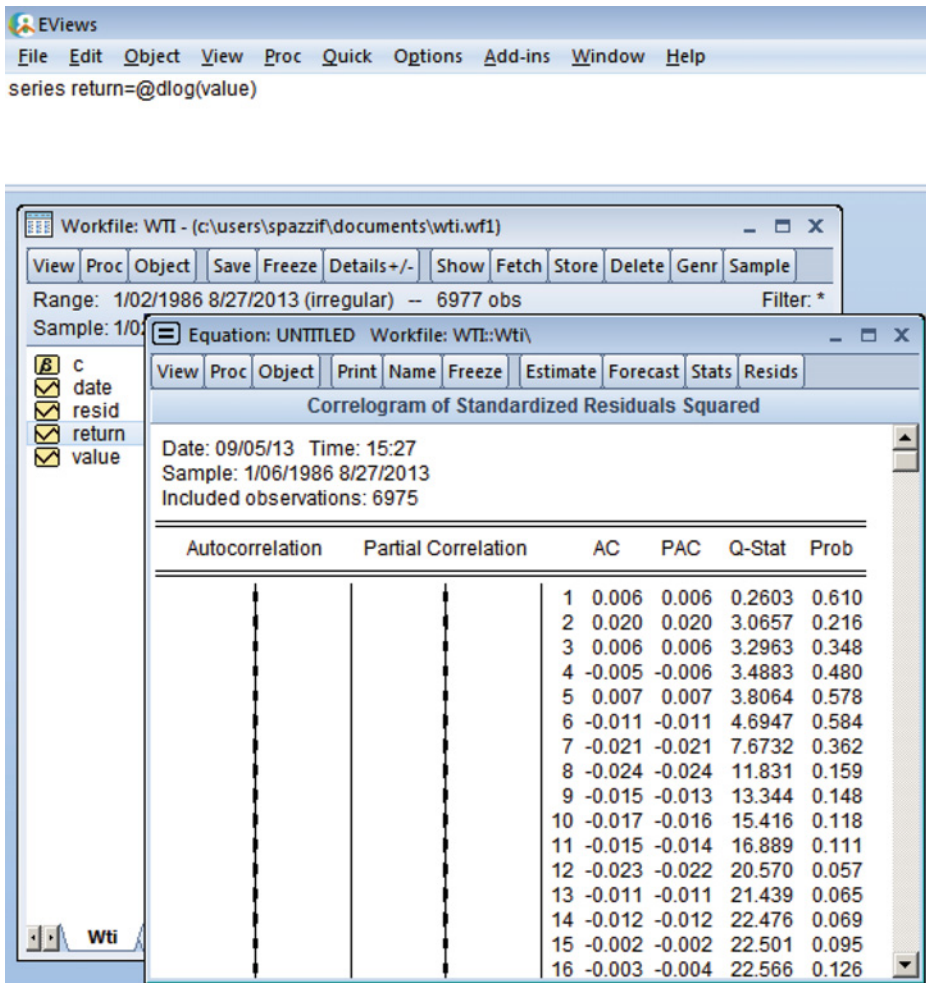 EViews
File Edit Object View Proc Quick Options Add-ins Window Help
series return=@dlog(value)
Workfile: WTI - (c:\users\spazzif\documents\wti.wf1)
View Proc Object Save Freeze Details+/- Show Fetch Store Delete Genr Sample
Range: 1/02/1986 8/27/2013 (irregular) -- 6977 obs Filter: *
Sample: 1/02
c
date
resid
return
value
Wti
Equation: UNTITLED Workfile: WTI::Wti\
View Proc Object Print Name Freeze Estimate Forecast Stats Resids
Correlogram of Standardized Residuals Squared
Date: 09/05/13 Time: 15:27
Sample: 1/06/1986 8/27/2013
Included observations: 6975
Autocorrelation Partial Correlation AC PAC Q-Stat Prob
1 0.006 0.006 0.2603 0.610
2 0.020 0.020 3.0657 0.216
3 0.006 0.006 3.2963 0.348
4 -0.005 -0.006 3.4883 0.480
5 0.007 0.007 3.8064 0.578
6 -0.011 -0.011 4.6947 0.584
7 -0.021 -0.021 7.6732 0.362
8 -0.024 -0.024 11.831 0.159
9 -0.015 -0.013 13.344 0.148
10 -0.017 -0.016 15.416 0.118
11 -0.015 -0.014 16.889 0.111
12 -0.023 -0.022 20.570 0.057
13 -0.011 -0.011 21.439 0.065
14 -0.012 -0.012 22.476 0.069
15 -0.002 -0.002 22.501 0.095
16 -0.003 -0.004 22.566 0.126